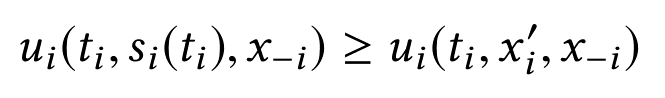 u_i(t_i, s_i(t_i), x_{-i}) ≥ u_i(t_i, x'_i, x_{-i})